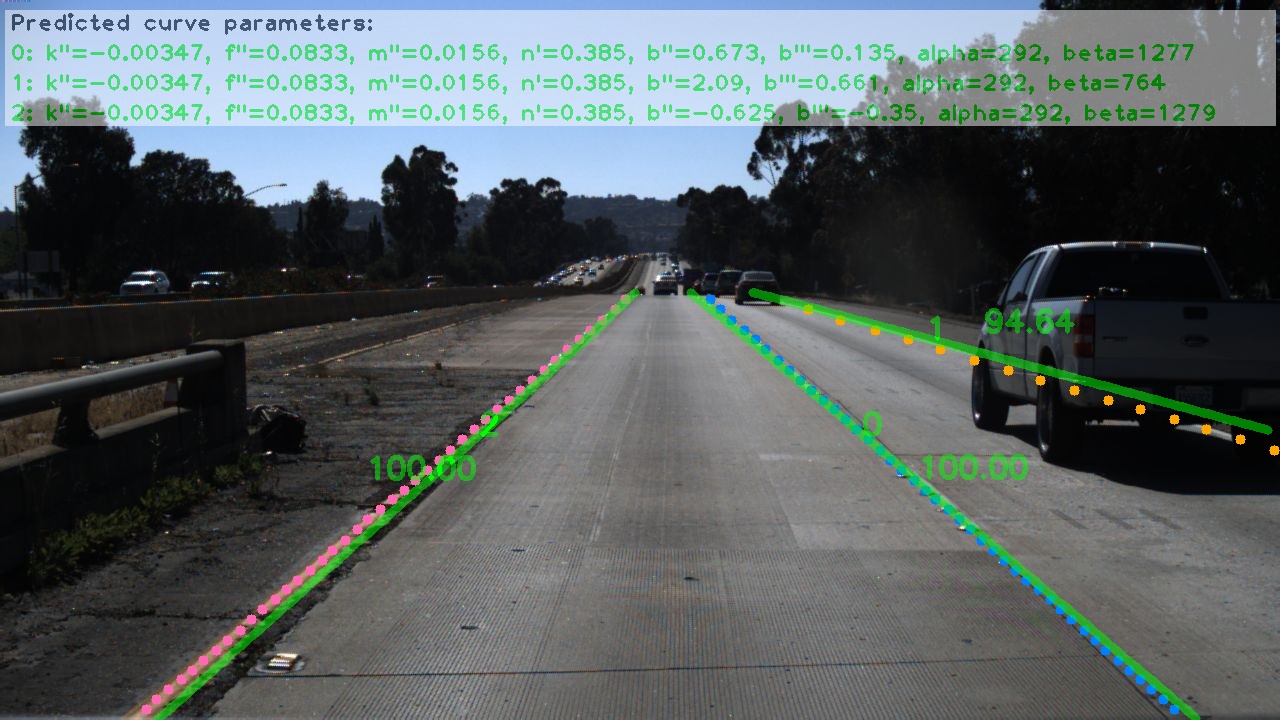 Predicted curve parameters:
0: k''=-0.00347, f''=0.0833, m''=0.0156, n'=0.385, b''=0.673, b'''=0.135, alpha=292, beta=1277
1: k''=-0.00347, f''=0.0833, m''=0.0156, n'=0.385, b''=2.09, b'''=0.661, alpha=292, beta=764
2: k''=-0.00347, f''=0.0833, m''=0.0156, n'=0.385, b''=-0.625, b'''=-0.35, alpha=292, beta=1279
1 94.64
2 0
100.00 100.00